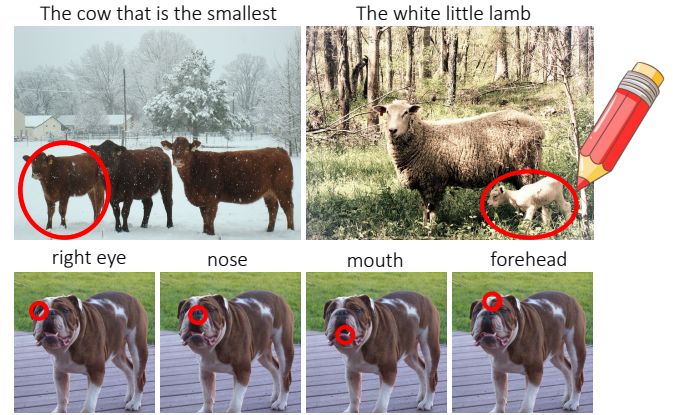 The cow that is the smallest
The white little lamb
right eye
nose
mouth
forehead